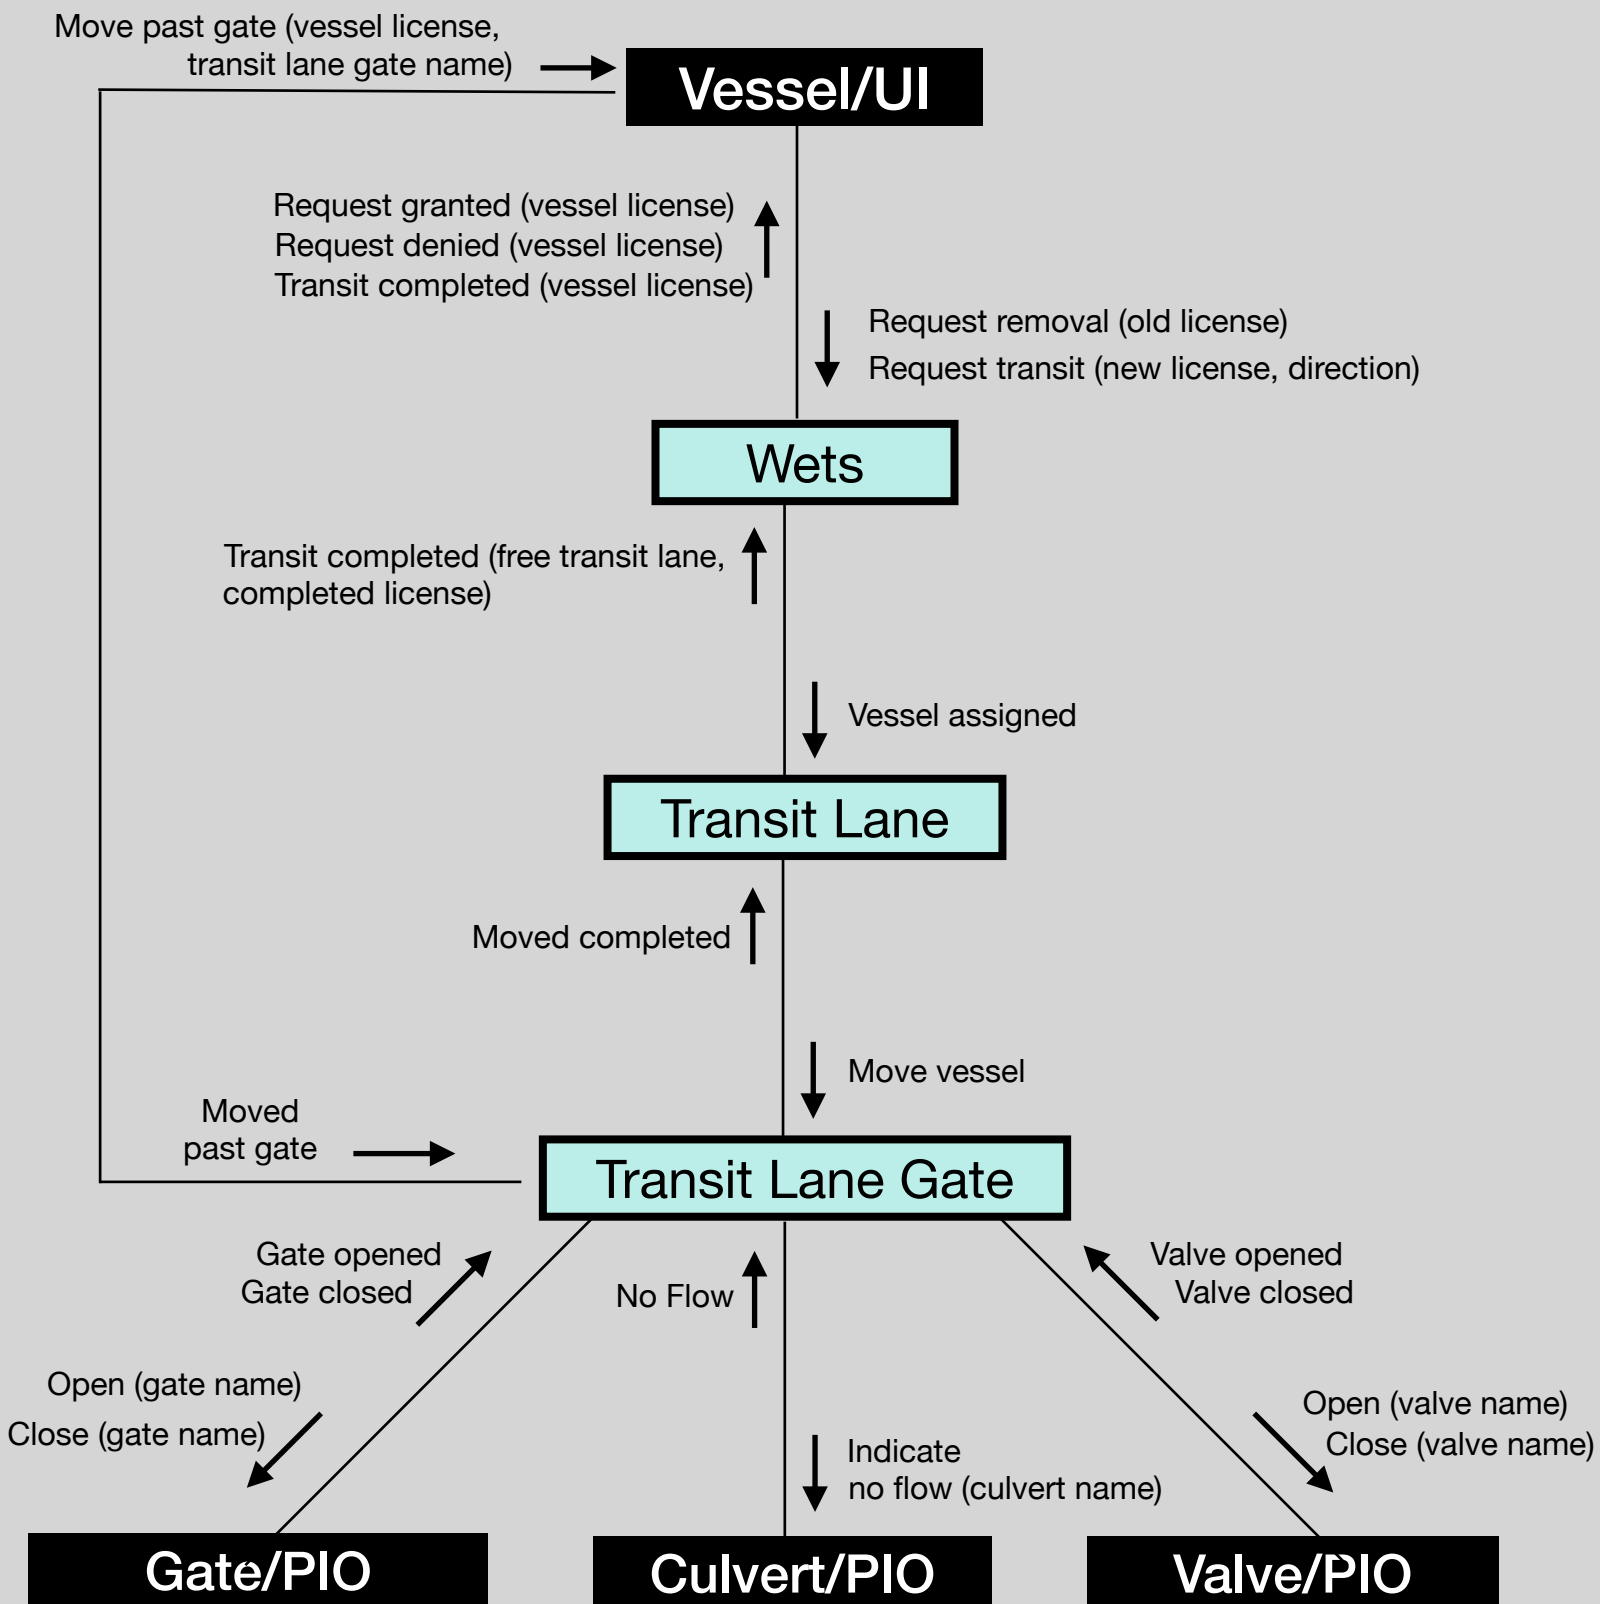 Move past gate (vessel license,
transit lane gate name)
Vessel/UI
Request granted (vessel license)
Request denied (vessel license)
Transit completed (vessel license)
Request removal (old license)
Request transit (new license, direction)
Wets
Transit completed (free transit lane,
completed license)
Vessel assigned
Transit Lane
Moved completed
Move vessel
Moved
past gate
Transit Lane Gate
Gate opened
Gate closed
No Flow
Valve opened
Valve closed
Open (gate name)
Close (gate name)
Indicate
no flow (culvert name)
Open (valve name)
Close (valve name)
Gate/PIO
Culvert/PIO
Valve/PIO